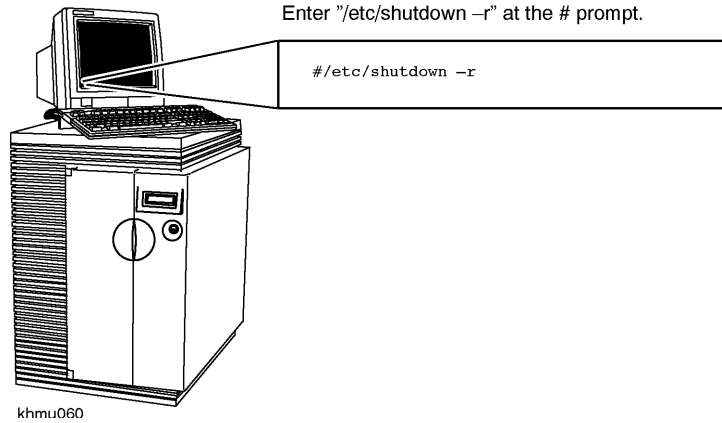 Enter ”/etc/shutdown –r” at the # prompt.
#/etc/shutdown –r
khmu060